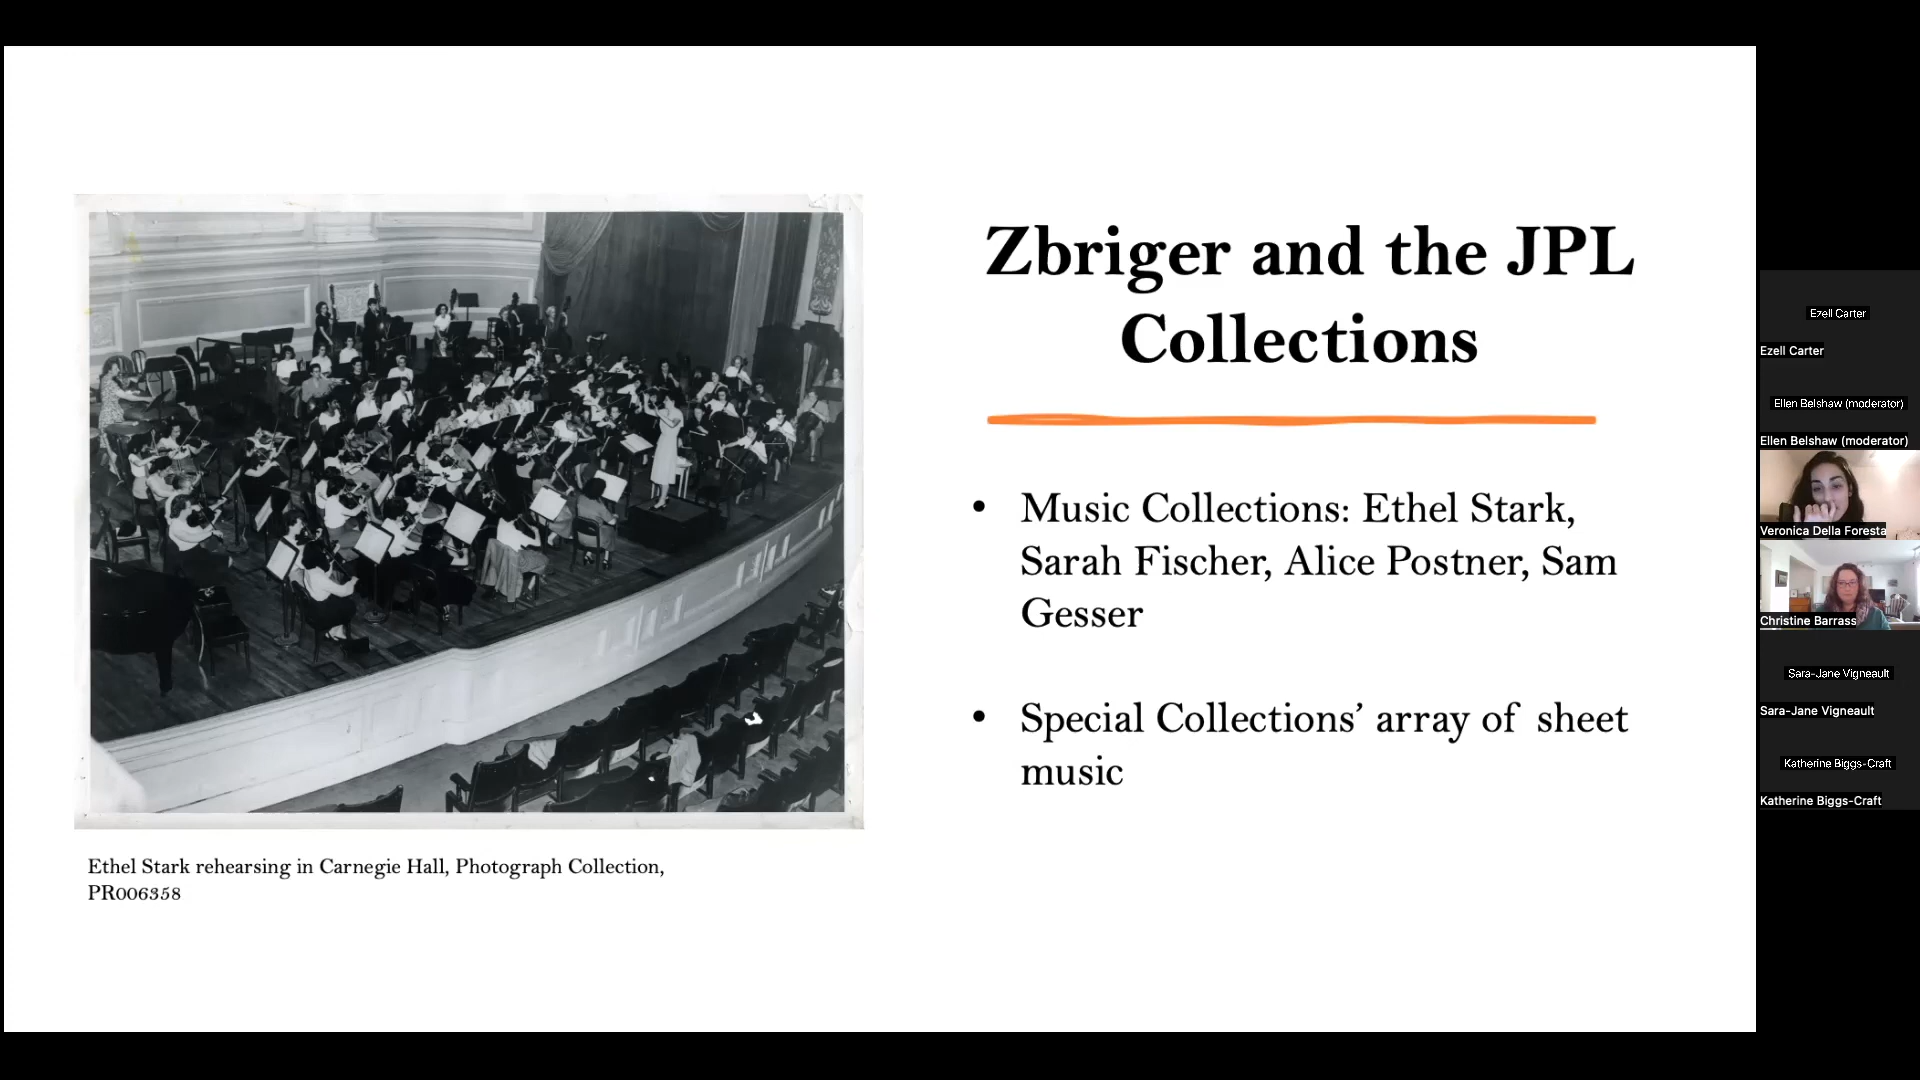 Zbriger and the JPL
Collections
• Music Collections: Ethel Stark,
Sarah Fischer, Alice Postner, Sam
Gesser
• Special Collections’ array of sheet
music
Ethel Stark rehearsing in Carnegie Hall, Photograph Collection,
PR006358
Ezell Carter
Ezell Carter
Ellen Belshaw (moderator)
Ellen Belshaw (moderator)
Veronica Della Foresta
Christine Barrass
Sara-Jane Vigneault
Sara-Jane Vigneault
Katherine Biggs-Craft
Katherine Biggs-Craft